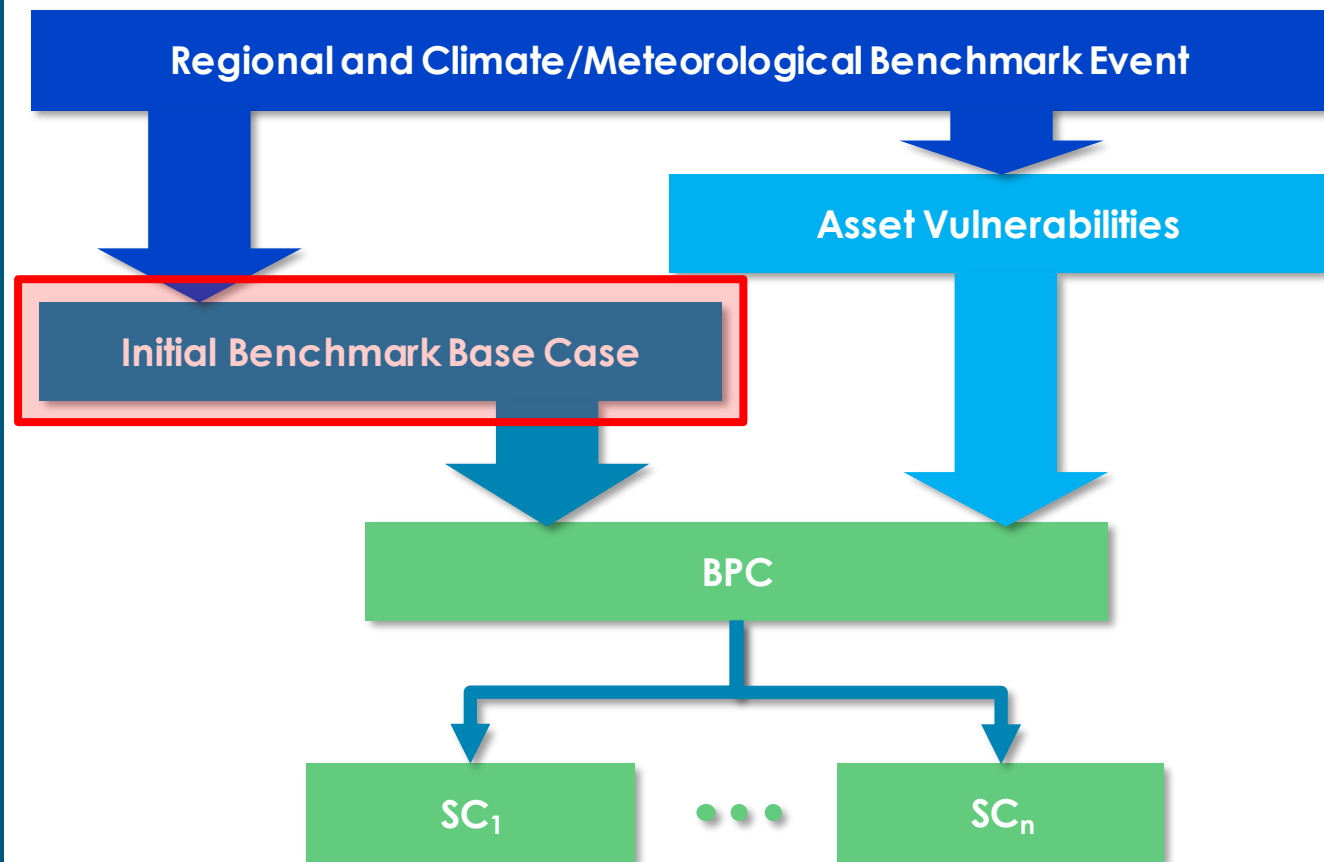 Regional and Climate/Meteorological Benchmark Event
Asset Vulnerabilities
Initial Benchmark Base Case
BPC
SC₁
SCₙ